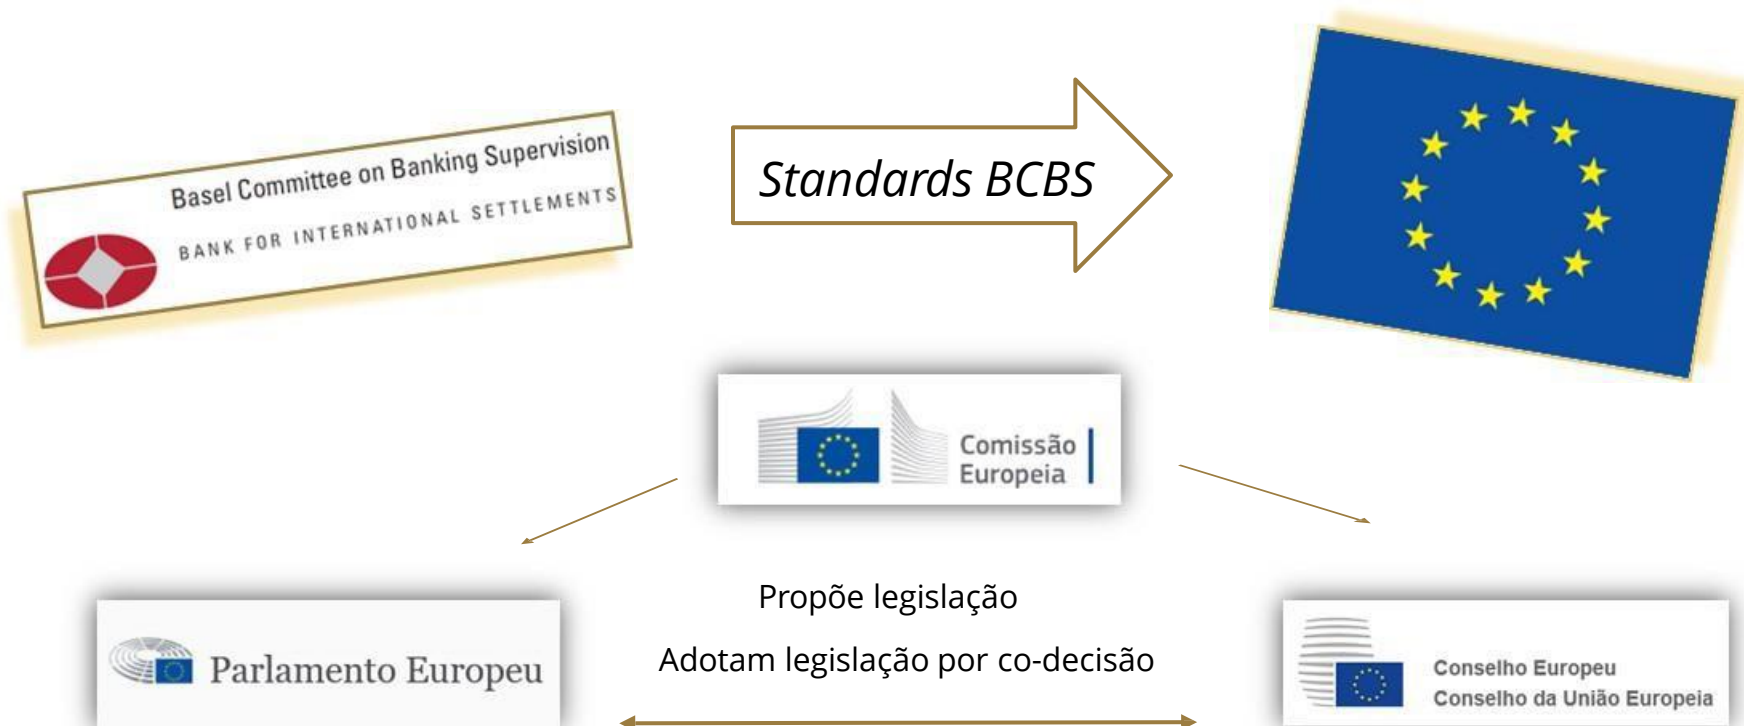 Basel Committee on Banking Supervision
BANK FOR INTERNATIONAL SETTLEMENTS
Standards BCBS
Comissão
Europeia
Propõe legislação
Adotam legislação por co-decisão
Parlamento Europeu
Conselho Europeu
Conselho da União Europeia